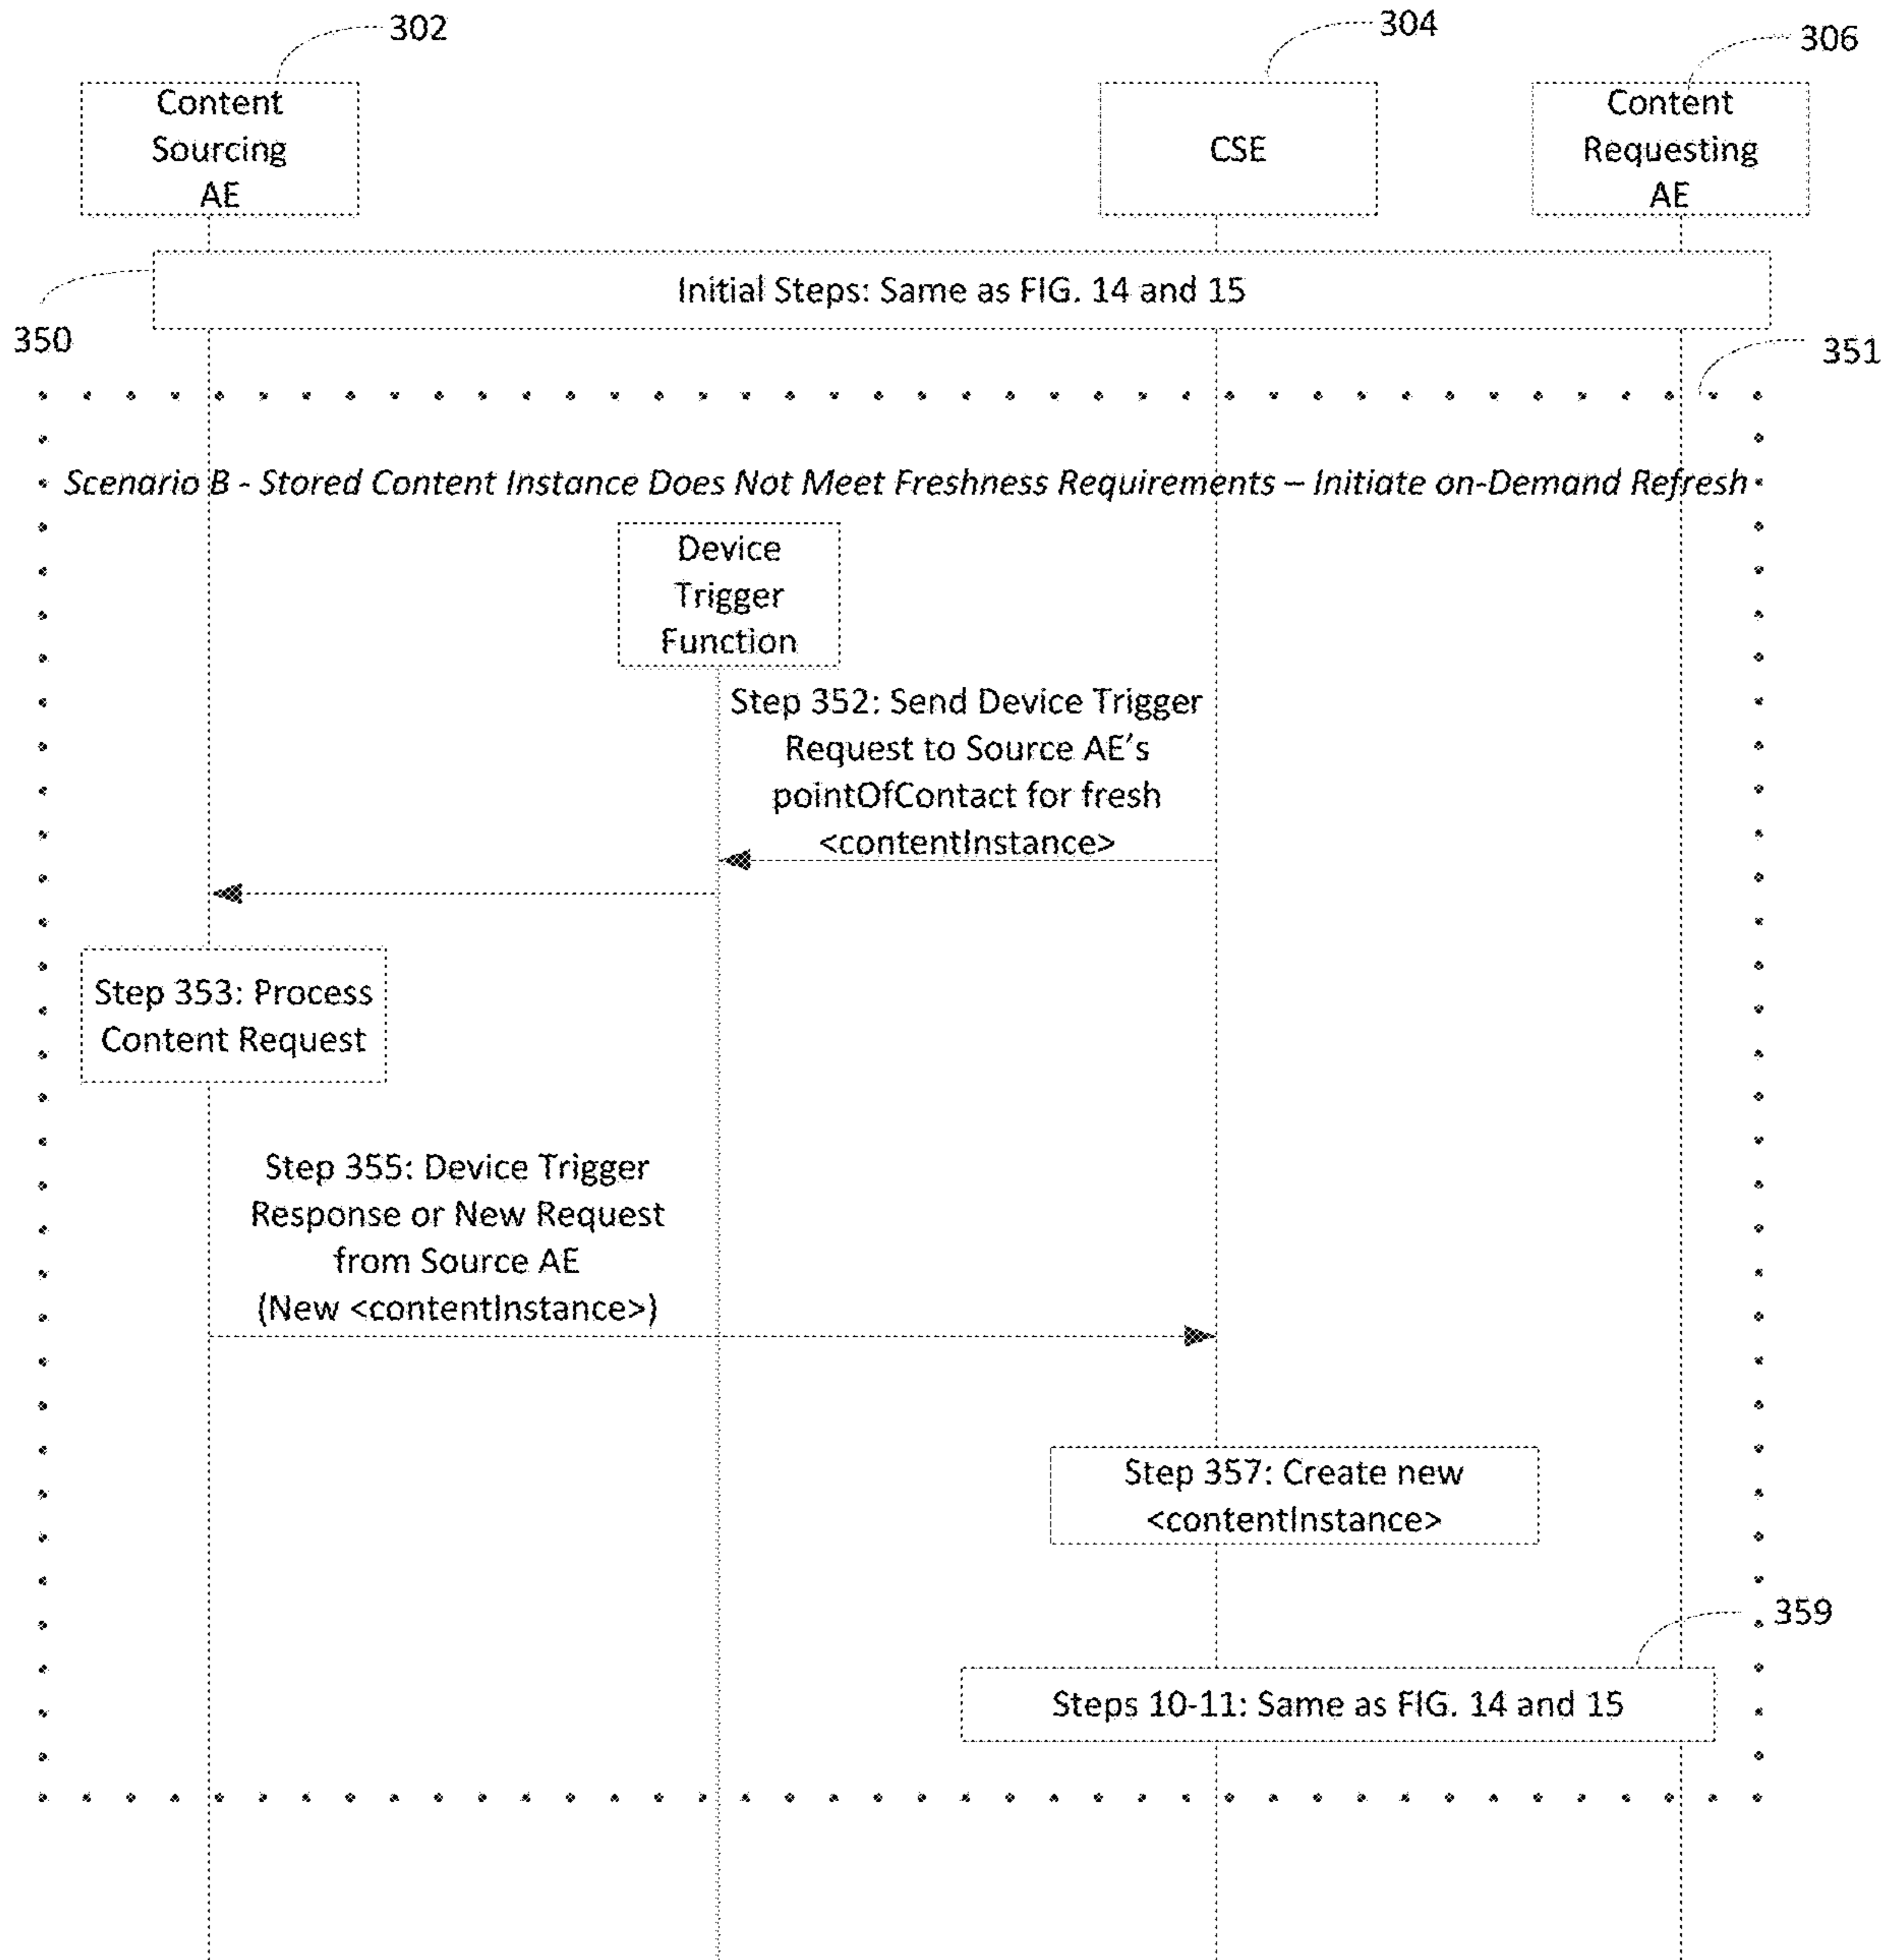 302
304
306
Content
Sourcing
AE
CSE
Content
Requesting
AE
Initial Steps: Same as FIG. 14 and 15
350
351
Scenario B - Stored Content Instance Does Not Meet Freshness Requirements – Initiate on-Demand Refresh
Device
Trigger
Function
Step 352: Send Device Trigger
Request to Source AE's
pointOfContact for fresh
<contentInstance>
Step 353: Process
Content Request
Step 355: Device Trigger
Response or New Request
from Source AE
(New <contentInstance>)
Step 357: Create new
<contentInstance>
359
Steps 10-11: Same as FIG. 14 and 15